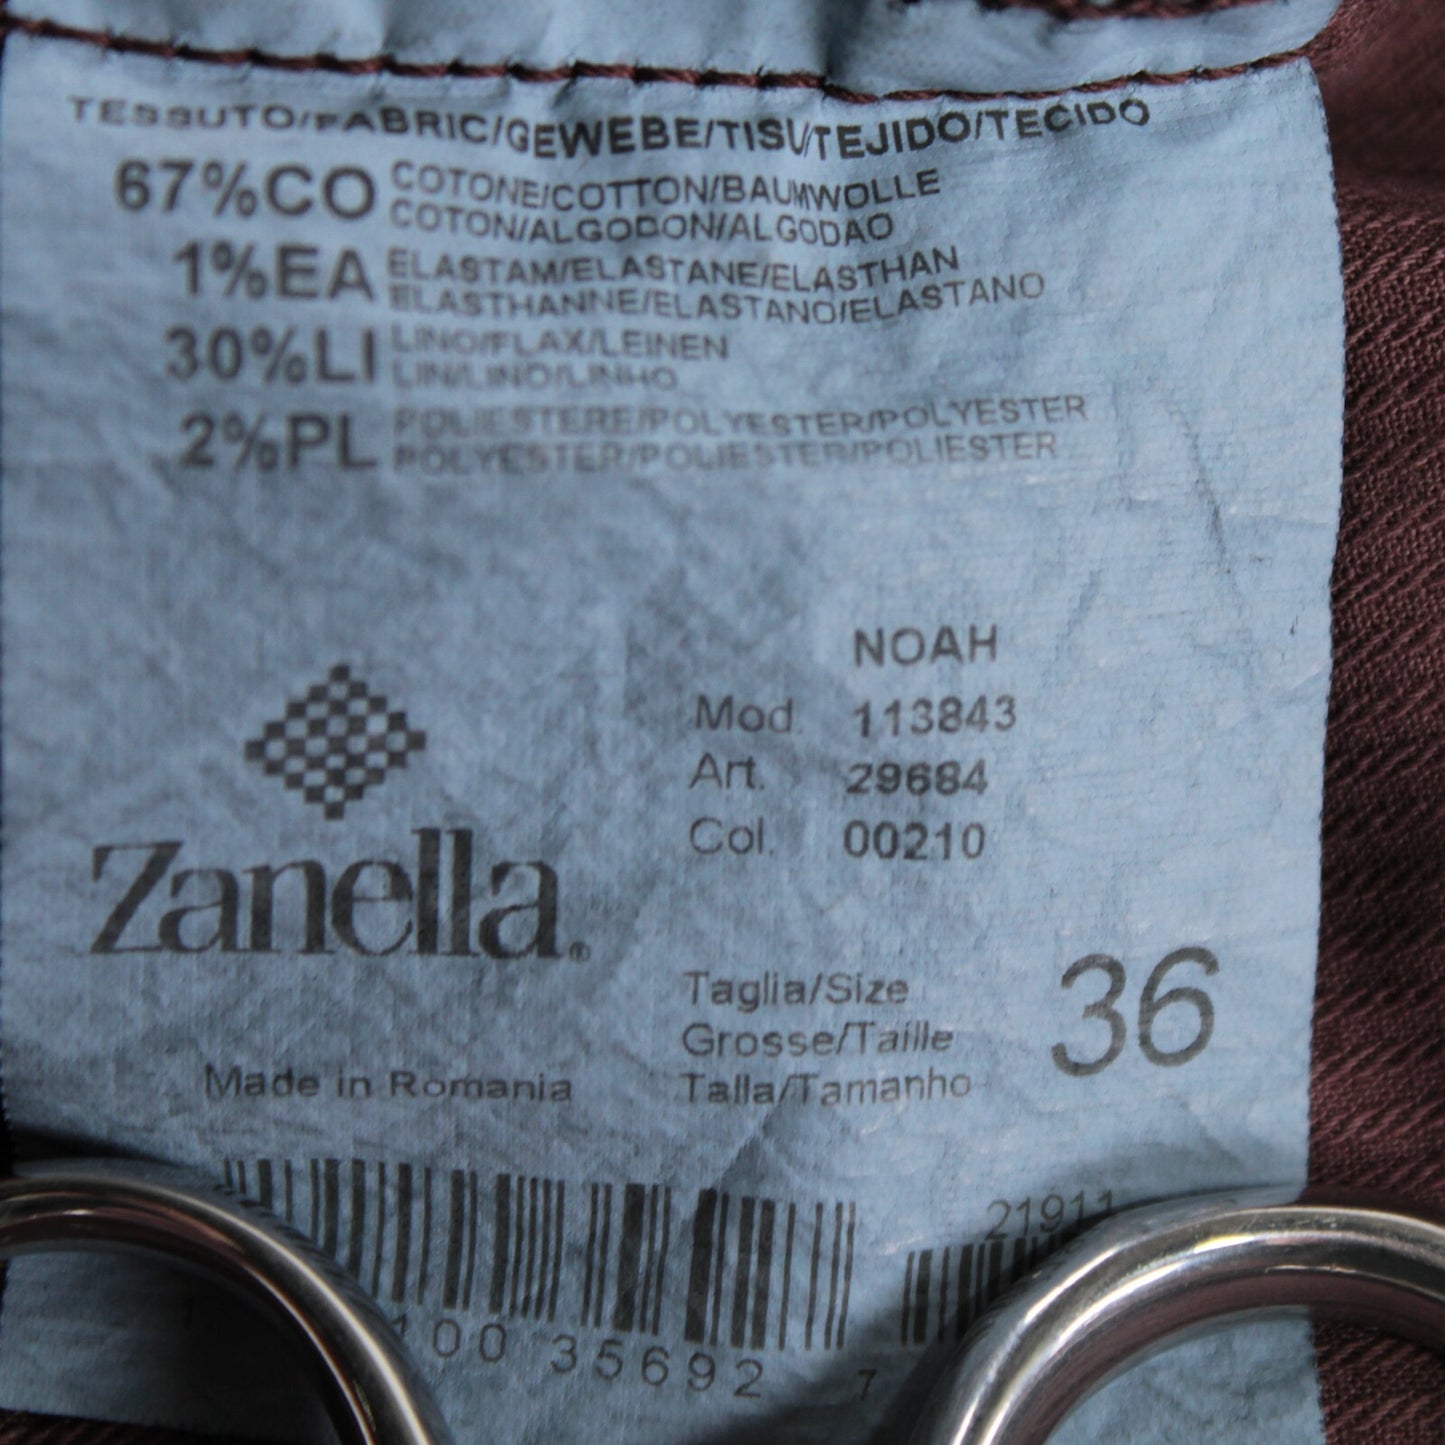 TESSUTO/FABRIC/GEWEBE/TISU/TEJIDO/TECIDO
67%CO COTONE/COTTON/BAUMWOLLE
COTON/ALGODON/ALGODAO
1%EA ELASTAM/ELASTANE/ELASTHAN
ELASTHANNE/ELASTANO/ELASTANO
30%LI LINO/FLAX/LEINEN
LIN/LINO/LINHO
2%PL POLIESTERE/POLYESTER/POLYESTER
POLYESTER/POLIESTER/POLIESTER
NOAH
Mod. 113843
Art. 29684
Col. 00210
Zanella®
Taglia/Size
Grosse/Taille
Talla/Tamanho
36
Made in Romania
21911
100 35692 7